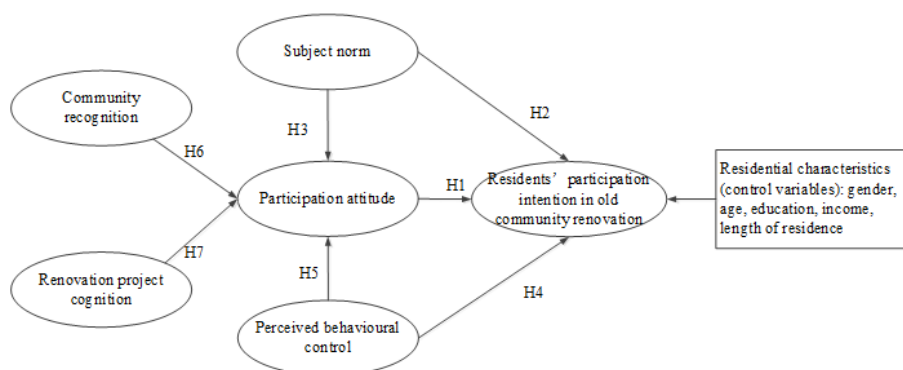 Subject norm
Community
recognition
H2
H3
H6
Residential characteristics
(control variables): gender,
age, education, income,
length of residence
Participation attitude
H1
Residents’ participation
intention in old
community renovation
H7
Renovation project
cognition
H5
H4
Perceived behavioural
control